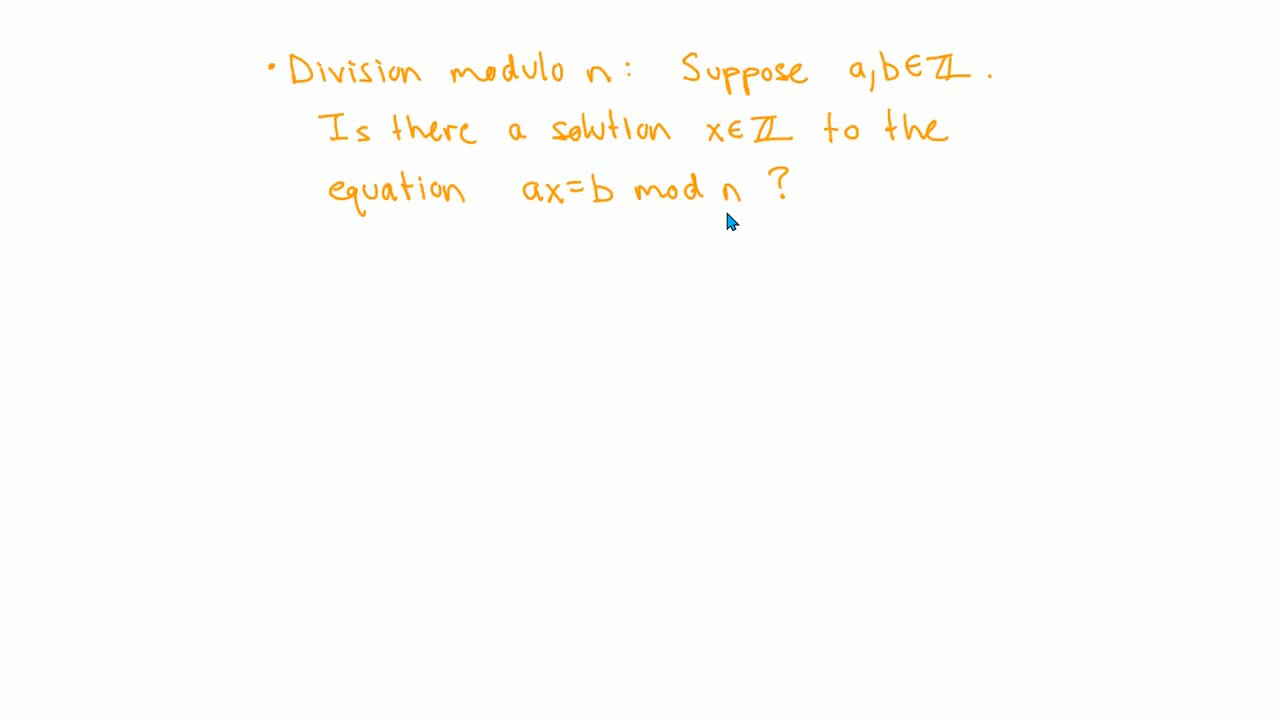 • Division modulo n: Suppose a,b∈ℤ.
Is there a solution x∈ℤ to the
equation ax=b mod n ?